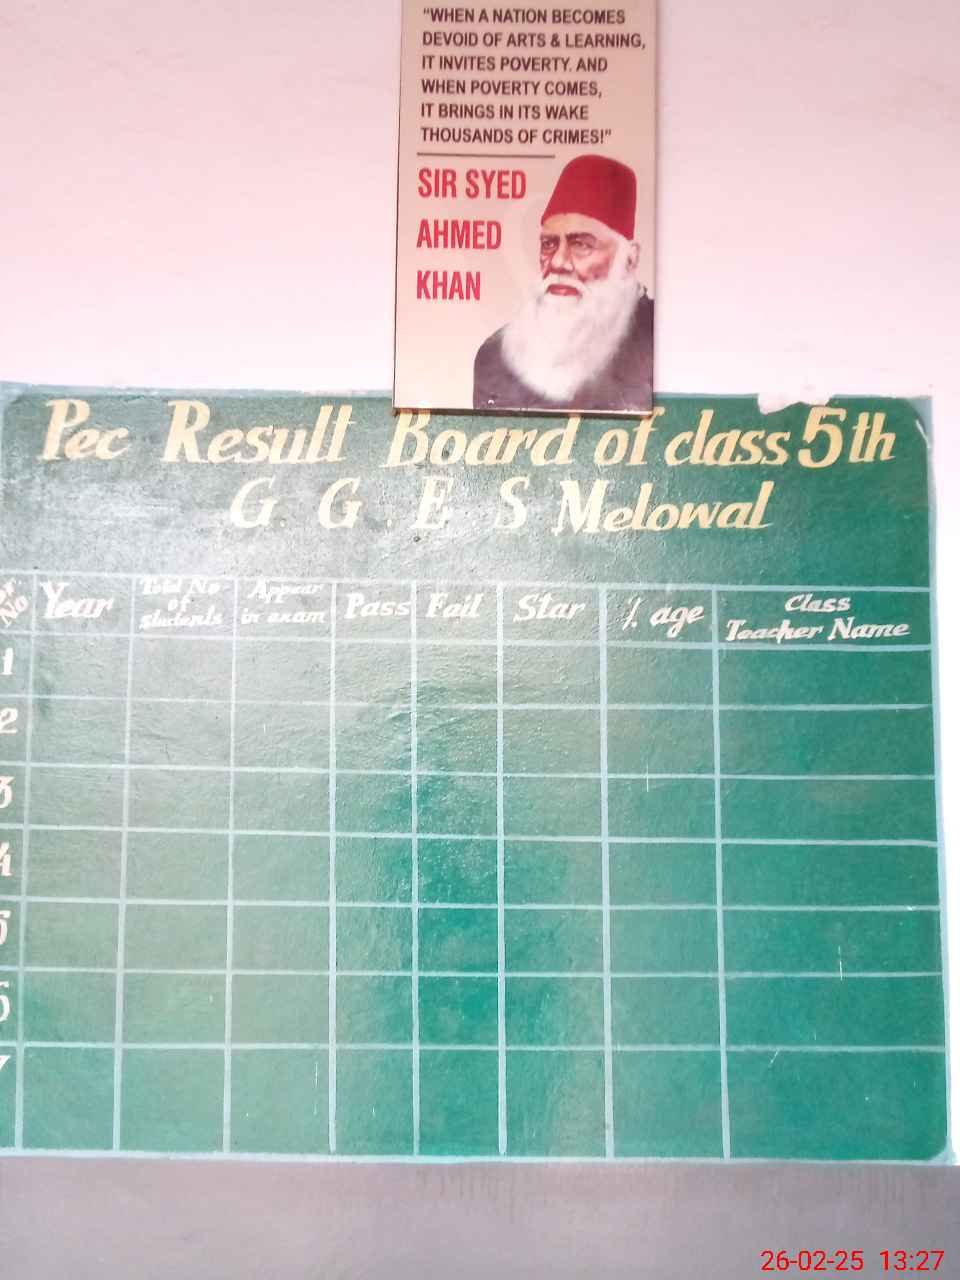 “WHEN A NATION BECOMES
DEVOID OF ARTS & LEARNING,
IT INVITES POVERTY. AND
WHEN POVERTY COMES,
IT BRINGS IN ITS WAKE
THOUSANDS OF CRIMES!”
SIR SYED
AHMED
KHAN
Pec Result Board of class 5th
G. G. E S Melowal
Sr. No Year Total No of students Appear in exam Pass Fail Star % age Class Teacher Name
1
2
3
4
5
6
7
26-02-25 13:27